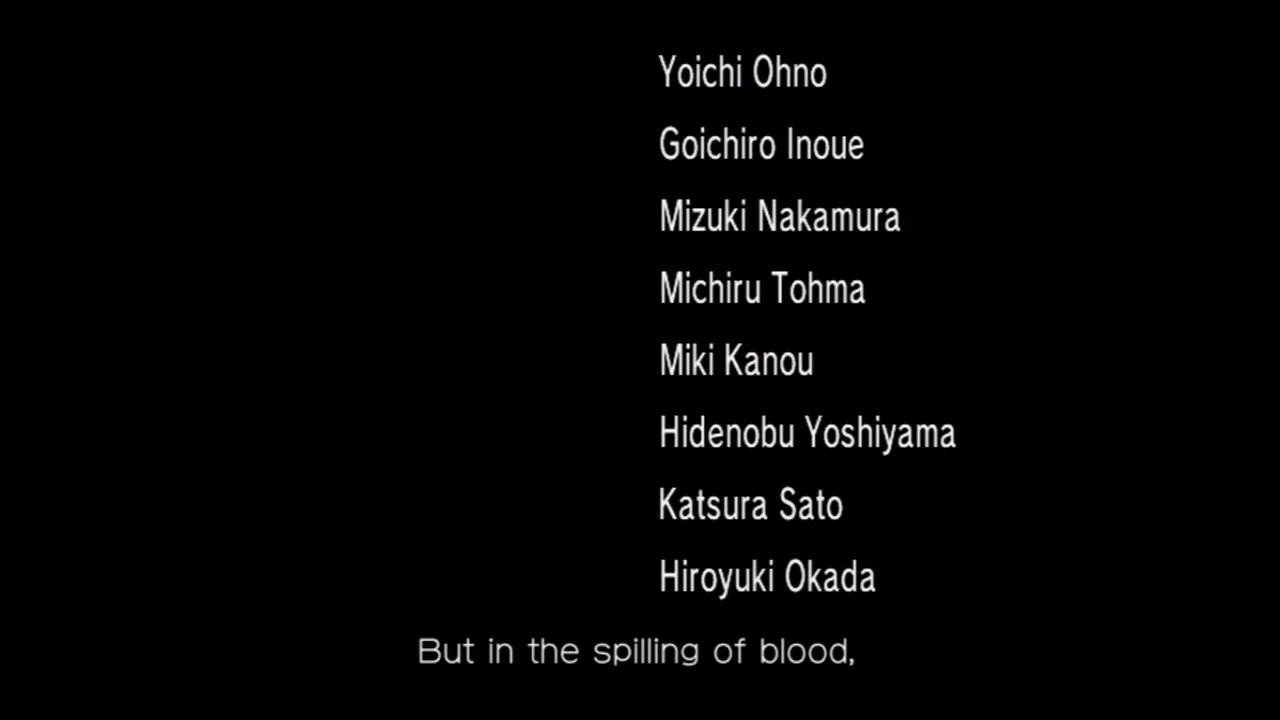 Yoichi Ohno
Goichiro Inoue
Mizuki Nakamura
Michiru Tohma
Miki Kanou
Hidenobu Yoshiyama
Katsura Sato
Hiroyuki Okada
But in the spilling of blood,